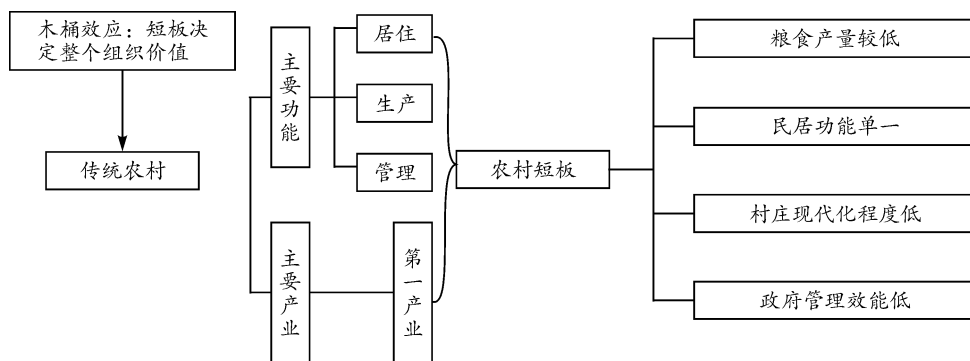 木桶效应：短板决
定整个组织价值
传统农村
主要功能
居住
生产
管理
主要产业
第一产业
农村短板
粮食产量较低
民居功能单一
村庄现代化程度低
政府管理效能低